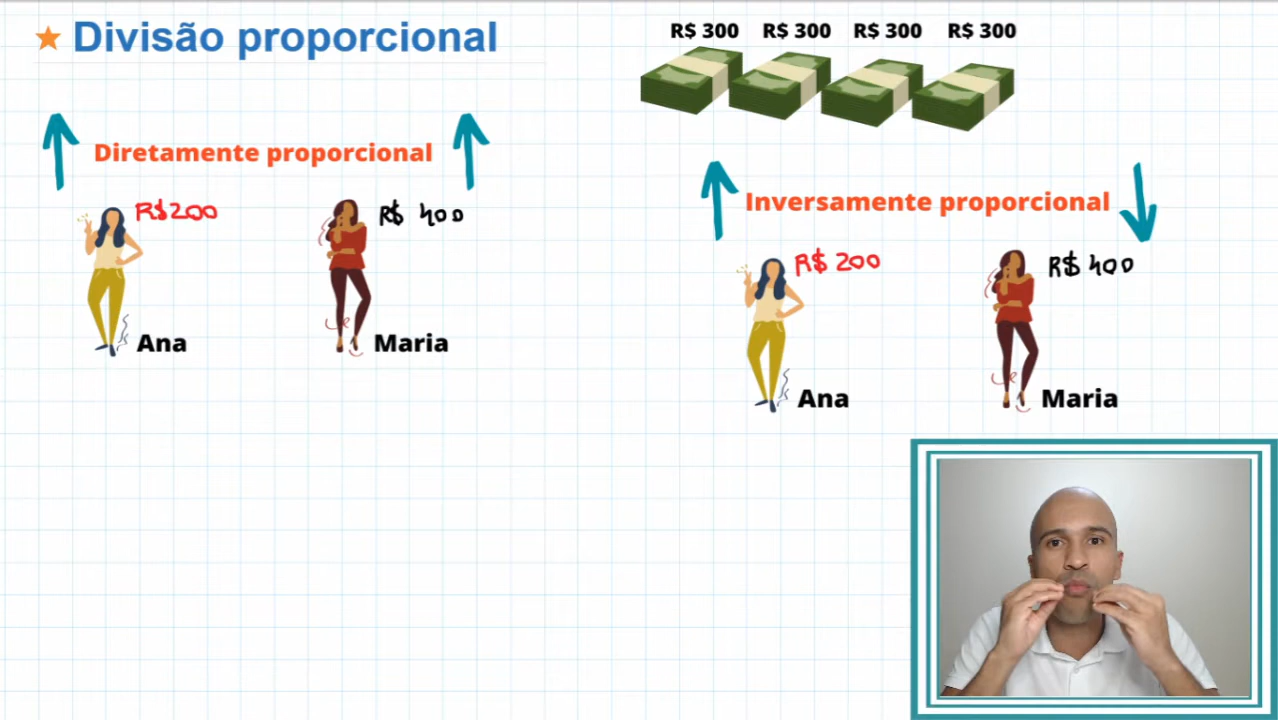 Divisão proporcional
R$ 300 R$ 300 R$ 300 R$ 300
Diretamente proporcional
R$200 R$ 400
Ana Maria
Inversamente proporcional
R$ 200 R$ 400
Ana Maria